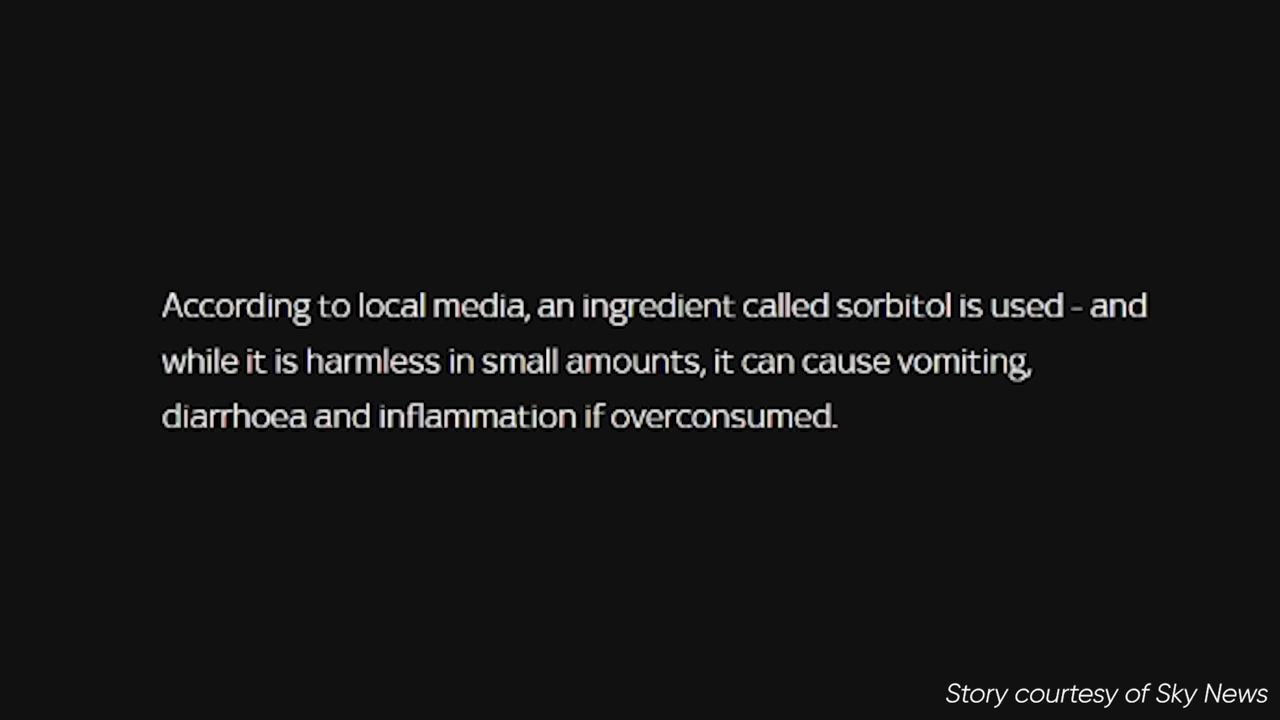 According to local media, an ingredient called sorbitol is used - and
while it is harmless in small amounts, it can cause vomiting,
diarrhoea and inflammation if overconsumed.
Story courtesy of Sky News